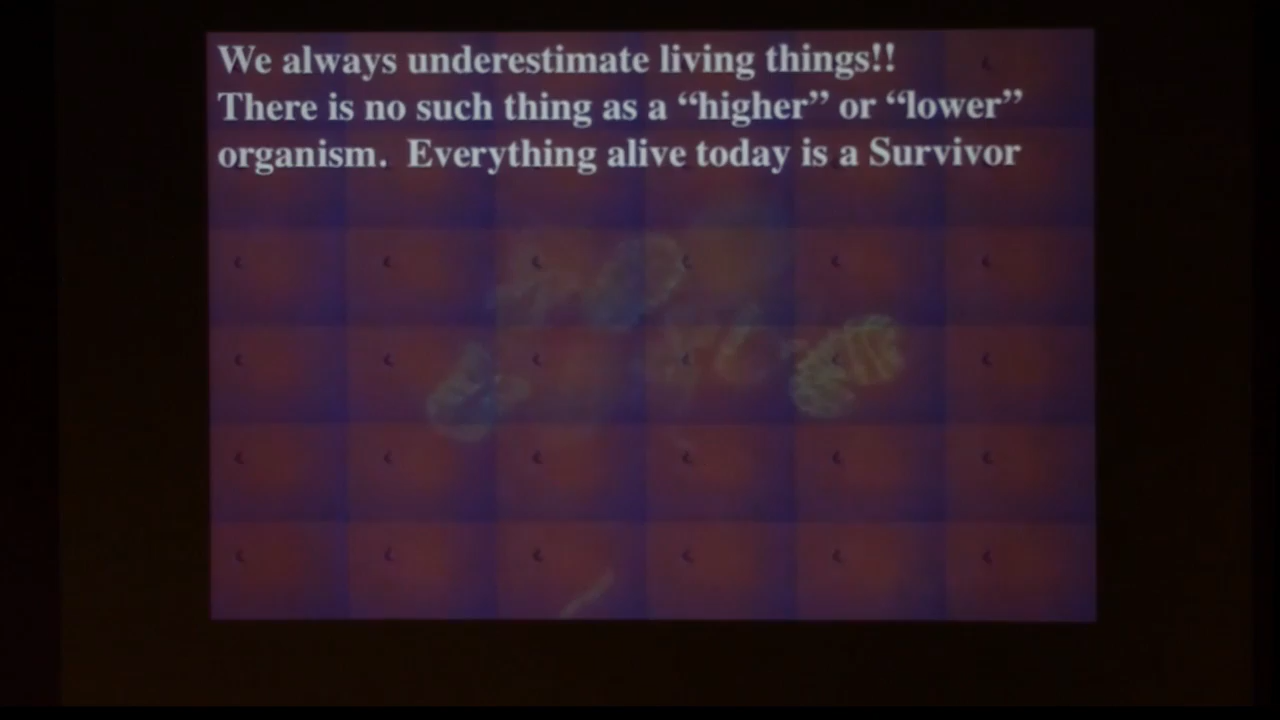 We always underestimate living things!!
There is no such thing as a “higher” or “lower”
organism.  Everything alive today is a Survivor